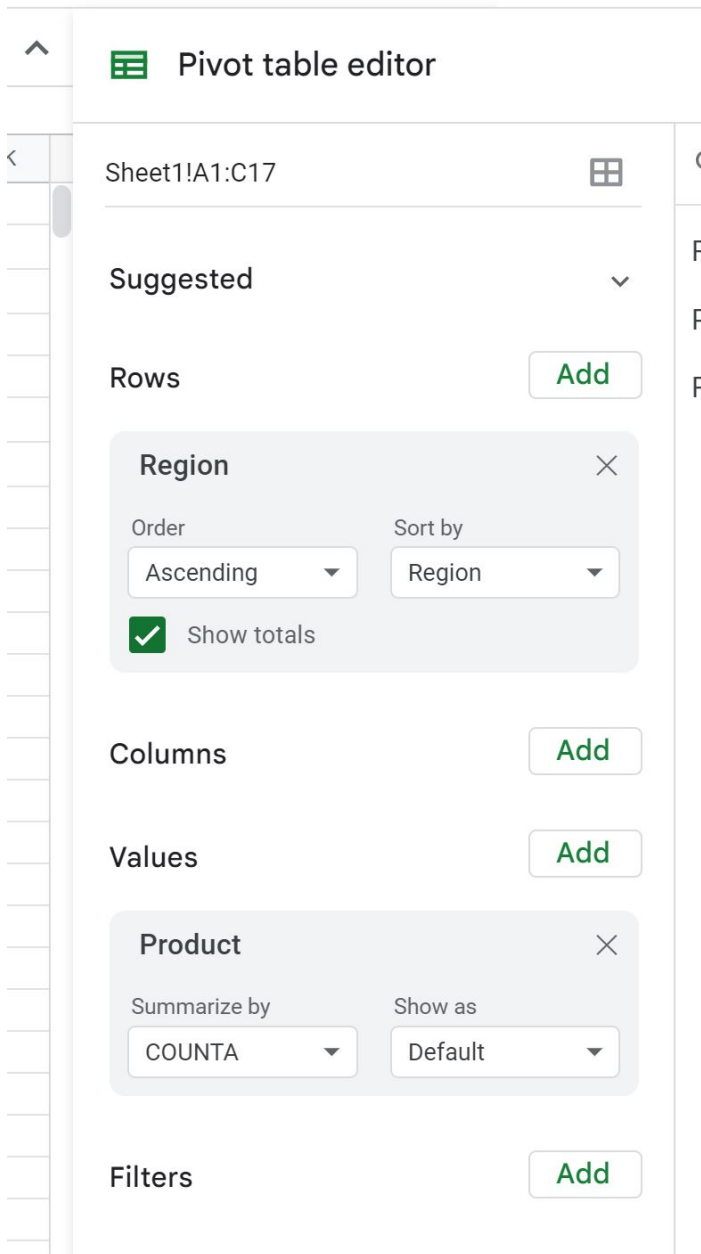 Pivot table editor
Sheet1!A1:C17
Suggested
Rows Add
Region
Order Sort by
Ascending Region
Show totals
Columns Add
Values Add
Product
Summarize by Show as
COUNTA Default
Filters Add